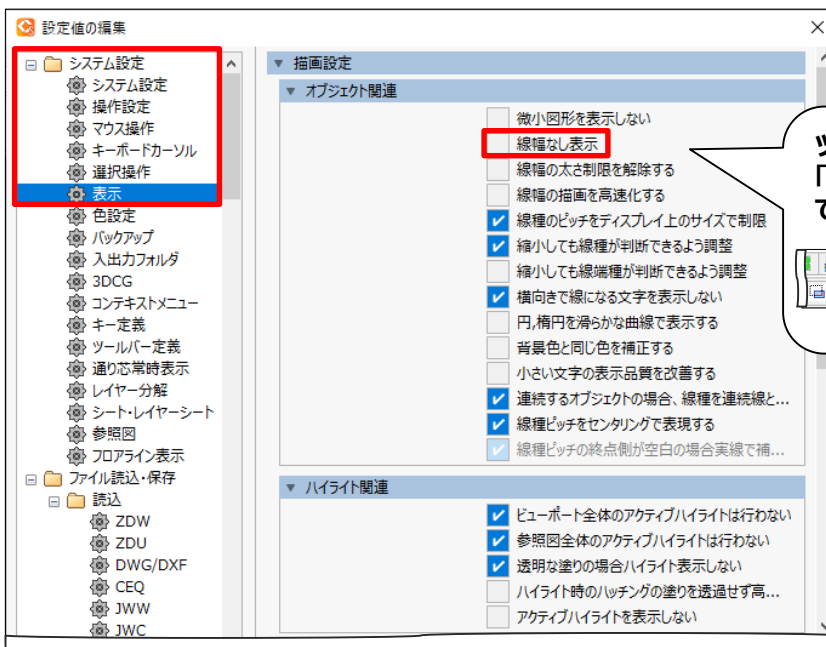 設定値の編集
システム設定
システム設定
操作設定
マウス操作
キーボードカーソル
選択操作
表示
色設定
バックアップ
入出力フォルダ
3DCG
コンテキストメニュー
キー定義
ツールバー定義
通り芯常時表示
レイヤー分解
シート・レイヤーシート
参照図
フロアライン表示
ファイル読込・保存
読込
ZDW
ZDU
DWG/DXF
CEQ
JWW
JWC
描画設定
オブジェクト関連
微小図形を表示しない
線幅なし表示
線幅の太さ制限を解除する
線幅の描画を高速化する
線種のピッチをディスプレイ上のサイズで制限
縮小しても線種が判断できるよう調整
縮小しても線端種が判断できるよう調整
横向きで線になる文字を表示しない
円,楕円を滑らかな曲線で表示する
背景色と同じ色を補正する
小さい文字の表示品質を改善する
連続するオブジェクトの場合、線種を連続線と...
線種ピッチをセンタリングで表現する
線種ピッチの終点側が空白の場合実線で補...
ハイライト関連
ビューポート全体のアクティブハイライトは行わない
参照図全体のアクティブハイライトは行わない
透明な塗りの場合ハイライト表示しない
ハイライト時のハッチングの塗りを透過せず高...
アクティブハイライトを表示しない